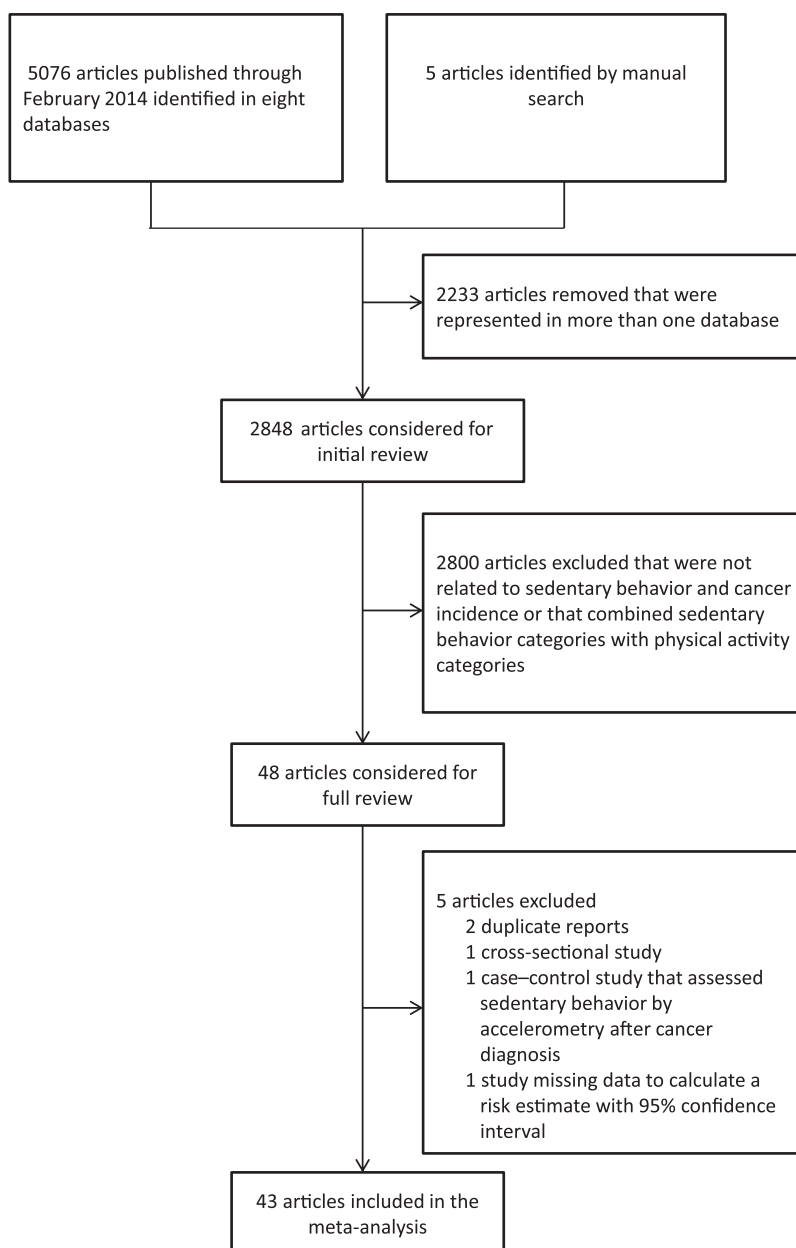 5076 articles published through
February 2014 identified in eight
databases
5 articles identified by manual
search
2233 articles removed that were
represented in more than one database
2848 articles considered for
initial review
2800 articles excluded that were not
related to sedentary behavior and cancer
incidence or that combined sedentary
behavior categories with physical activity
categories
48 articles considered for
full review
5 articles excluded
2 duplicate reports
1 cross-sectional study
1 case–control study that assessed
sedentary behavior by
accelerometry after cancer
diagnosis
1 study missing data to calculate a
risk estimate with 95% confidence
interval
43 articles included in the
meta-analysis